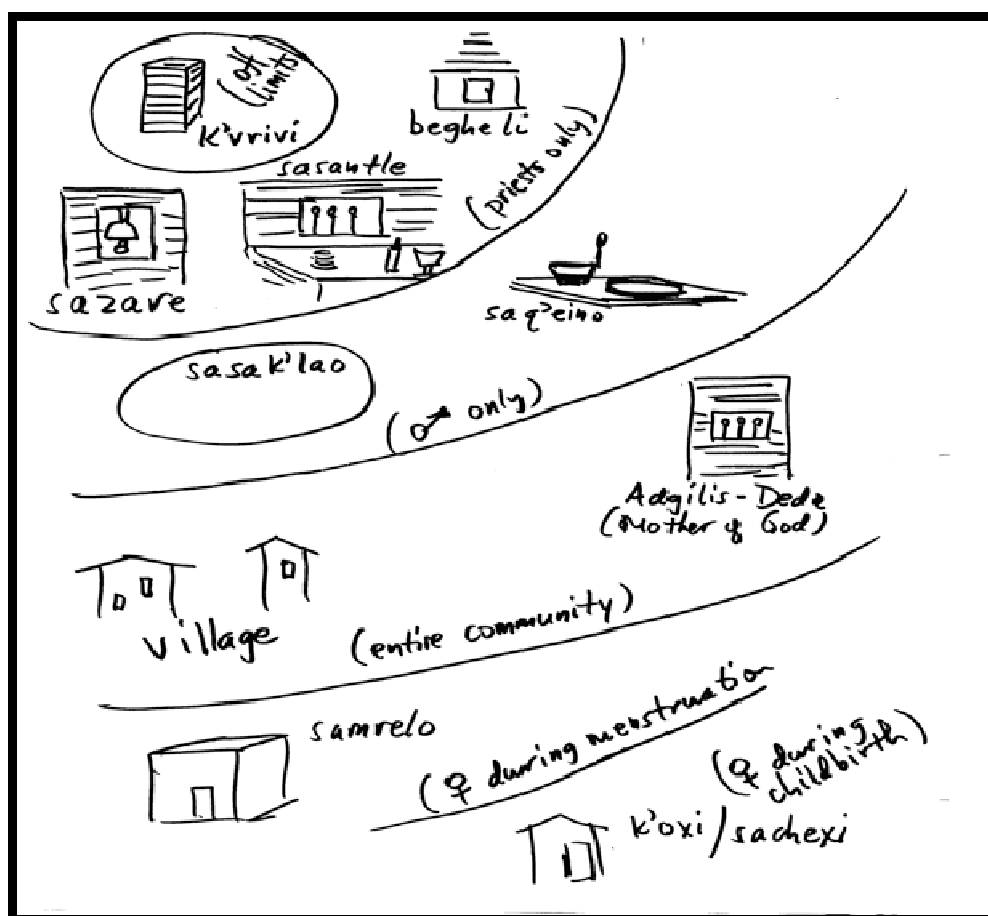 (off
limits)
k'vrivi
begheli
sasantle
(priests only)
sazare
saq'eino
sasak'lao
(♂ only)
Adgilis-Deda
(Mother of God)
village
(entire community)
samrelo
(♀ during menstruation
(♀ during
childbirth)
k'oxi/sachexi